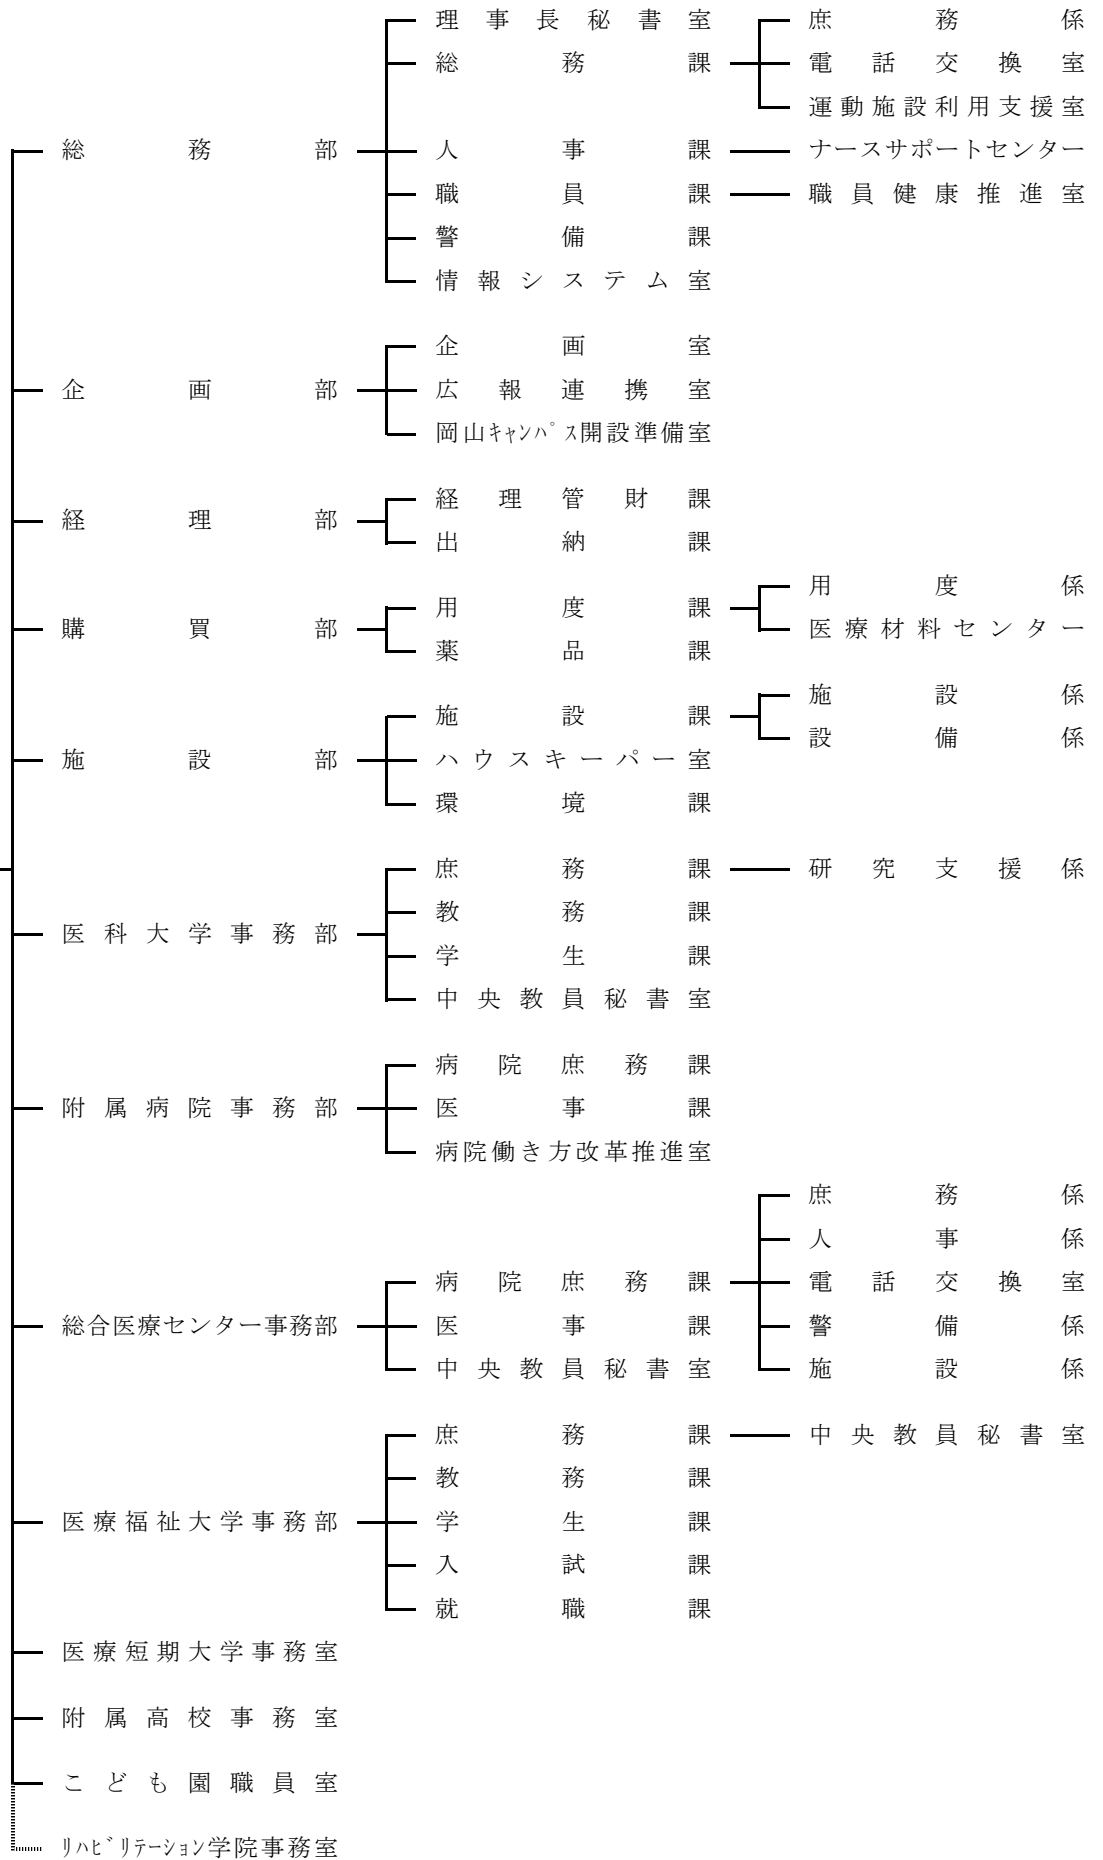 理事長秘書室 庶務係
総務課 電話交換室
運動施設利用支援室
総務部 人事課 ナースサポートセンター
職員課 職員健康推進室
警備課
情報システム室
企画室
企画部 広報連携室
岡山ｷｬﾝﾊﾟｽ開設準備室
経理管財課
経理部
出納課
用度係
用度課
購買部 医療材料センター
薬品課
施設係
施設課
設備係
施設部 ハウスキーパー室
環境課
庶務課 研究支援係
教務課
医科大学事務部
学生課
中央教員秘書室
病院庶務課
附属病院事務部 医事課
病院働き方改革推進室
庶務係
人事係
病院庶務課 電話交換室
総合医療センター事務部 医事課 警備係
中央教員秘書室 施設係
庶務課 中央教員秘書室
教務課
医療福祉大学事務部 学生課
入試課
就職課
医療短期大学事務室
附属高校事務室
こども園職員室
ﾘﾊﾋﾞﾘﾃｰｼｮﾝ学院事務室